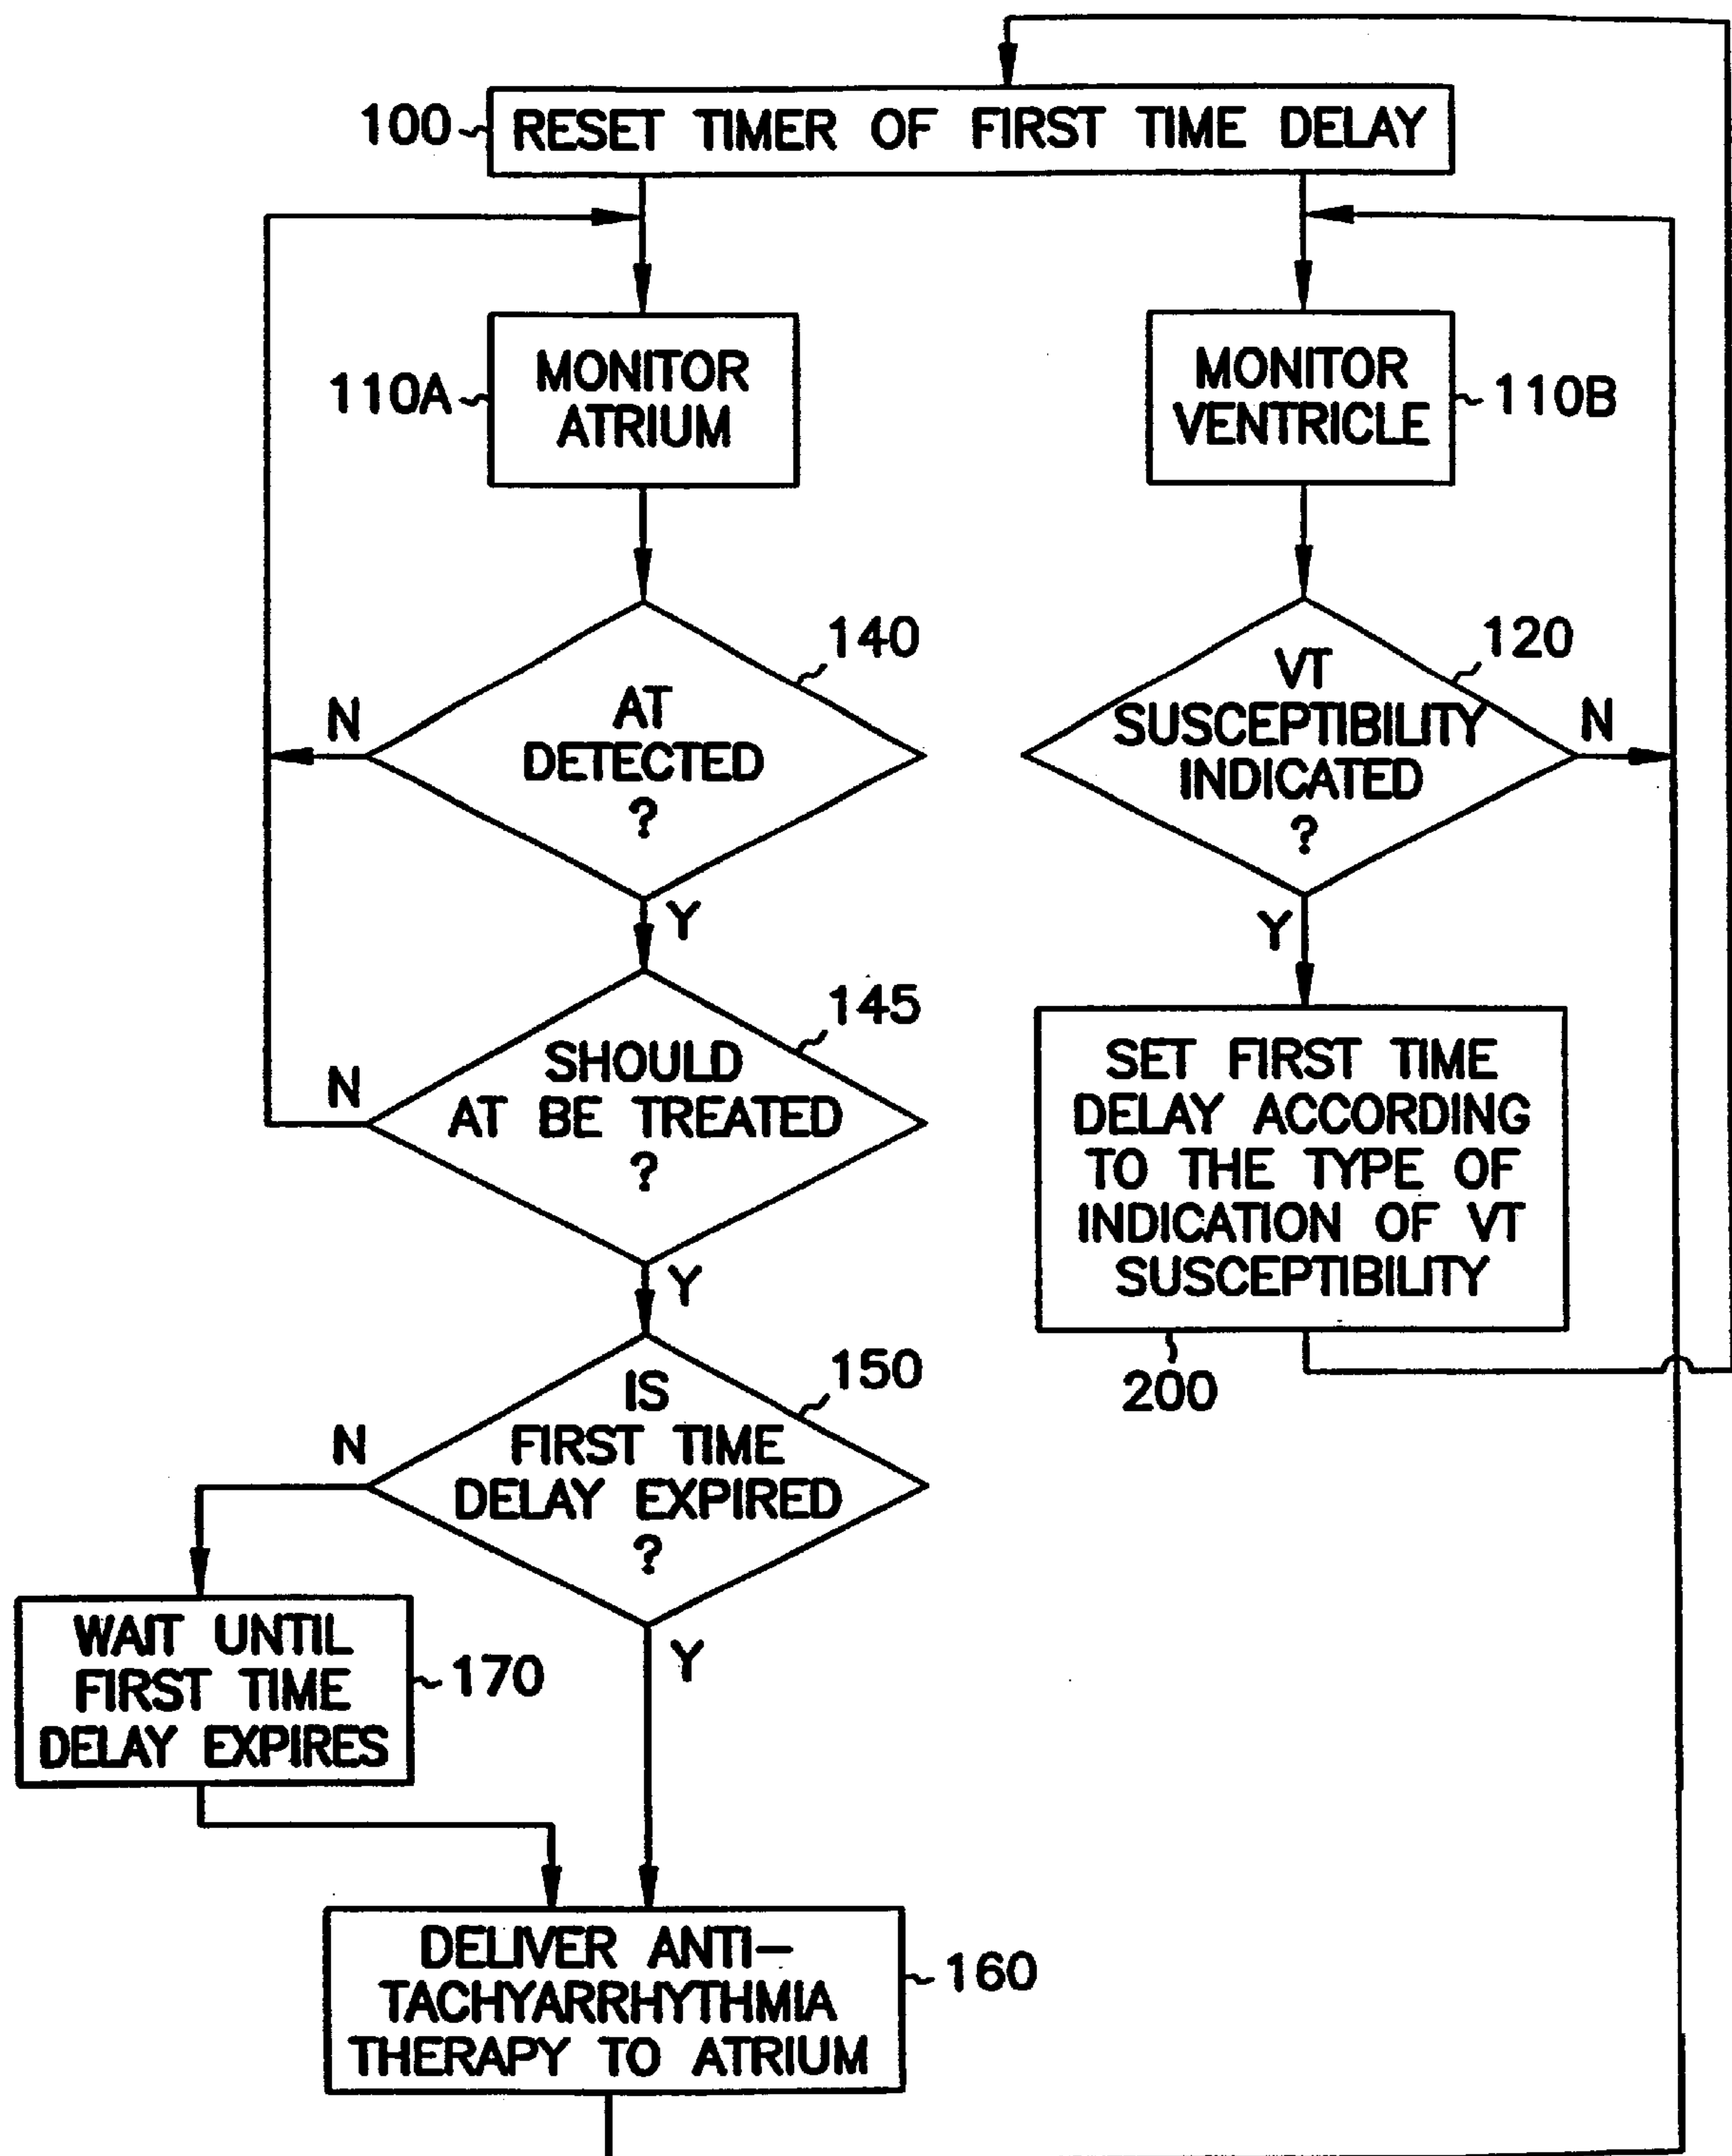 100
RESET TIMER OF FIRST TIME DELAY
110A
MONITOR
ATRIUM
MONITOR
VENTRICLE
110B
140
AT
DETECTED
?
N
Y
120
VT
SUSCEPTIBILITY
INDICATED
?
N
Y
145
SHOULD
AT BE TREATED
?
N
Y
SET FIRST TIME
DELAY ACCORDING
TO THE TYPE OF
INDICATION OF VT
SUSCEPTIBILITY
200
150
IS
FIRST TIME
DELAY EXPIRED
?
N
Y
WAIT UNTIL
FIRST TIME
DELAY EXPIRES
170
DELIVER ANTI-
TACHYARRHYTHMIA
THERAPY TO ATRIUM
160